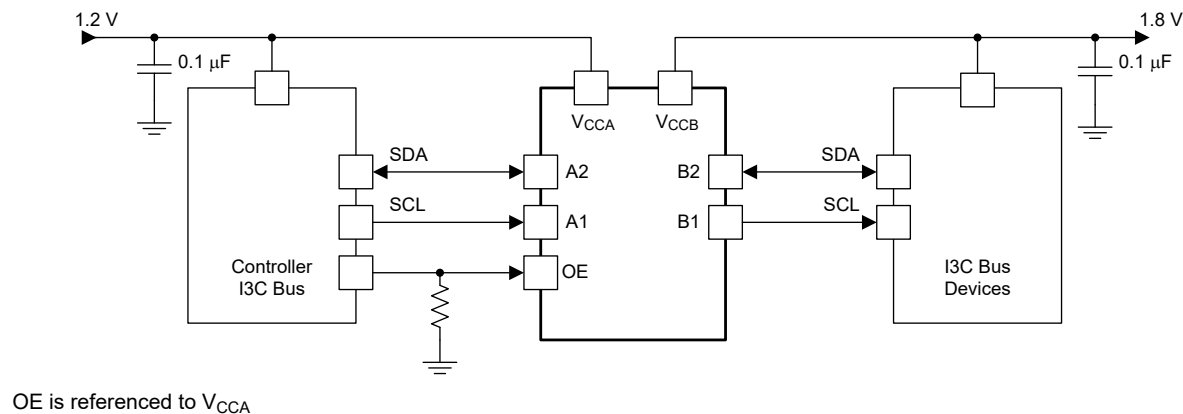 1.2 V
1.8 V
0.1 μF
0.1 μF
VCCA
VCCB
SDA
A2
B2
SDA
SCL
A1
B1
SCL
Controller
I3C Bus
OE
I3C Bus
Devices
OE is referenced to VCCA